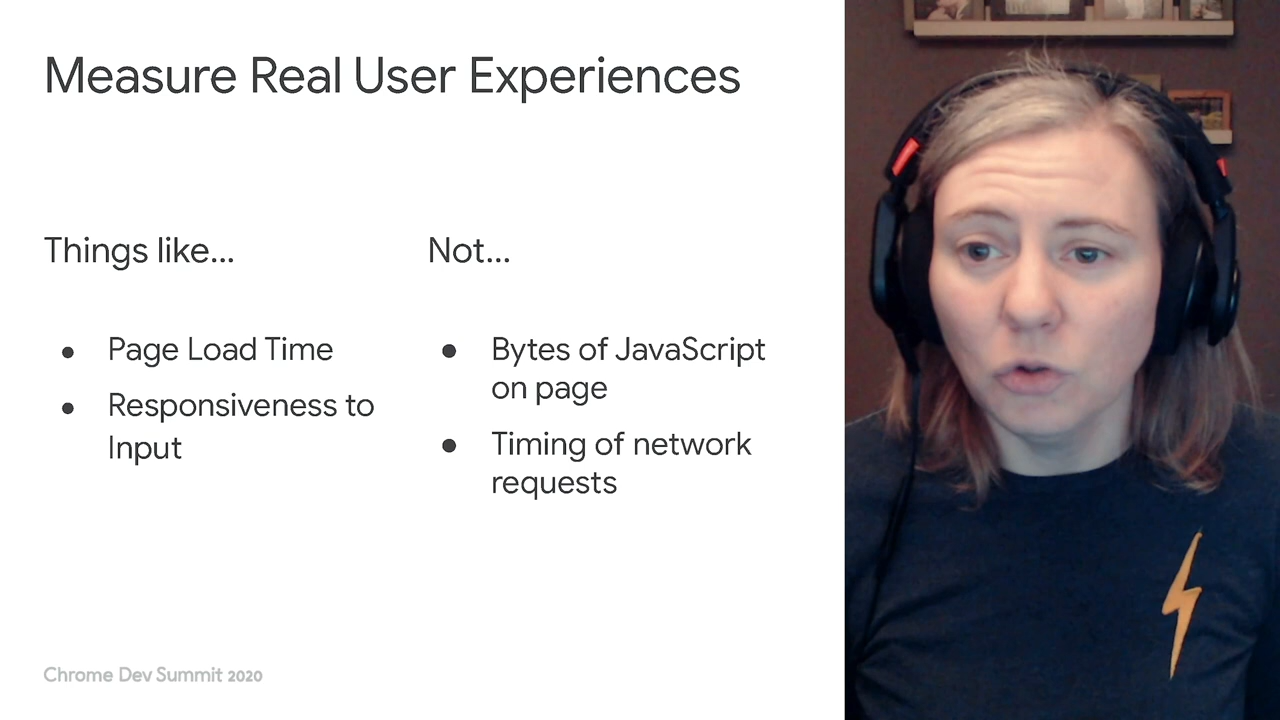 Measure Real User Experiences
Things like...
● Page Load Time
● Responsiveness to
Input
Not...
● Bytes of JavaScript
on page
● Timing of network
requests
Chrome Dev Summit 2020